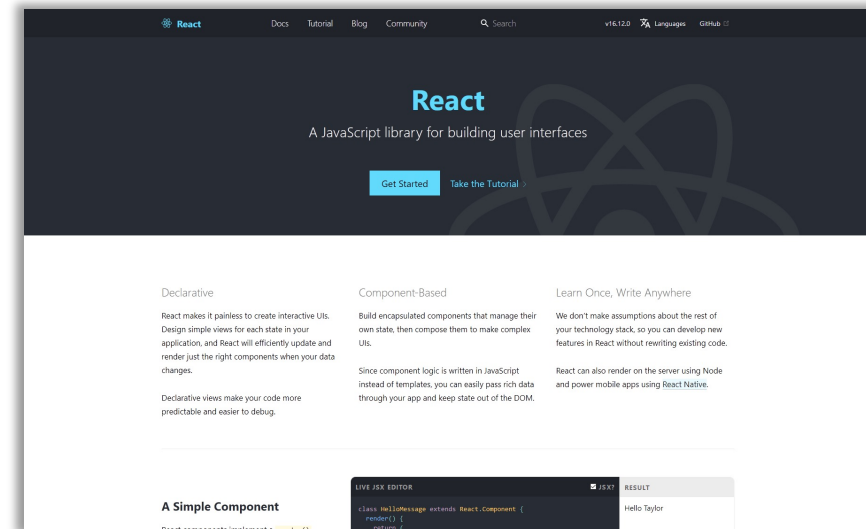 React
Docs Tutorial Blog Community
Search
v16.12.0 Languages GitHub
React
A JavaScript library for building user interfaces
Get Started Take the Tutorial
Declarative
React makes it painless to create interactive UIs.
Design simple views for each state in your
application, and React will efficiently update and
render just the right components when your data
changes.
Declarative views make your code more
predictable and easier to debug.
Component-Based
Build encapsulated components that manage their
own state, then compose them to make complex
UIs.
Since component logic is written in JavaScript
instead of templates, you can easily pass rich data
through your app and keep state out of the DOM.
Learn Once, Write Anywhere
We don't make assumptions about the rest of
your technology stack, so you can develop new
features in React without rewriting existing code.
React can also render on the server using Node
and power mobile apps using React Native.
A Simple Component
React components implement a
LIVE JSX EDITOR
JSX?
class HelloMessage extends React.Component {
render() {
return (
RESULT
Hello Taylor